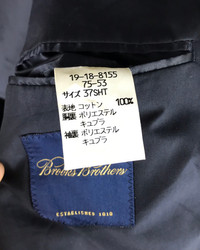 19-18-8155
75-53
サイズ 37SHT
表地 コットン 100%
胴裏 ポリエステル
キュプラ
袖裏 ポリエステル
キュプラ
Brooks Brothers
ESTABLISHED 1818